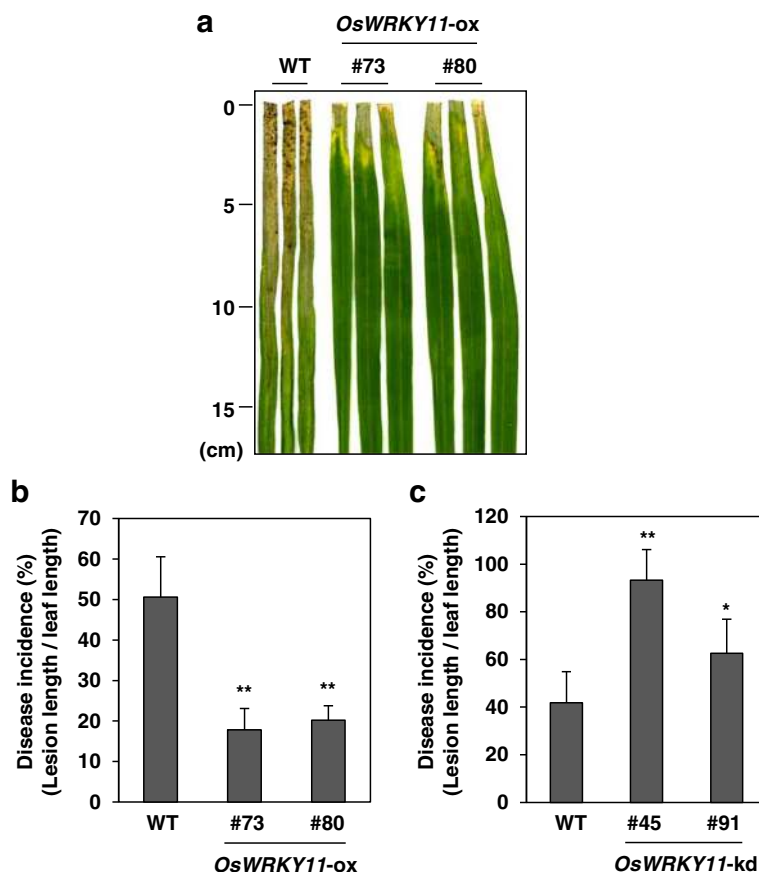 a
OsWRKY11-ox
WT #73 #80
0
5
10
15
(cm)
b
Disease incidence (%)
(Lesion length / leaf length)
70
60
50
40
30
20
10
0
**
**
WT #73 #80
OsWRKY11-ox
c
Disease incidence (%)
(Lesion length / leaf length)
120
100
80
60
40
20
0
**
*
WT #45 #91
OsWRKY11-kd